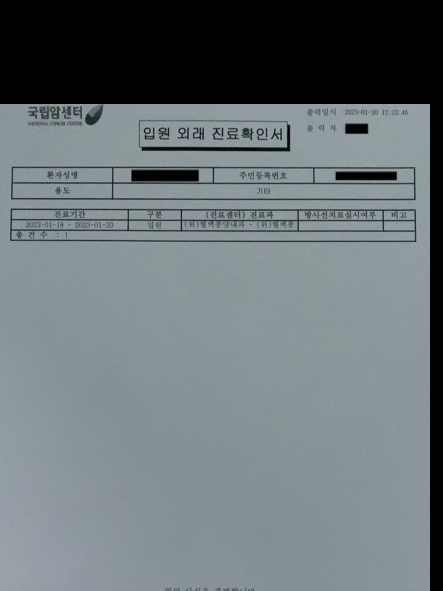 국립암센터
NATIONAL CANCER CENTER
출력일시 : 2023-01-20 12:33:49
출 력 자
입원 외래 진료확인서
환자성명 주민등록번호
용도 기타
진료기간 구분 (진료센터) 진료과 방사선치료실시여부 비고
2023-01-18 - 2023-01-20 입원 (위)혈액종양내과 - (위)혈액종
총 건 수 : 1